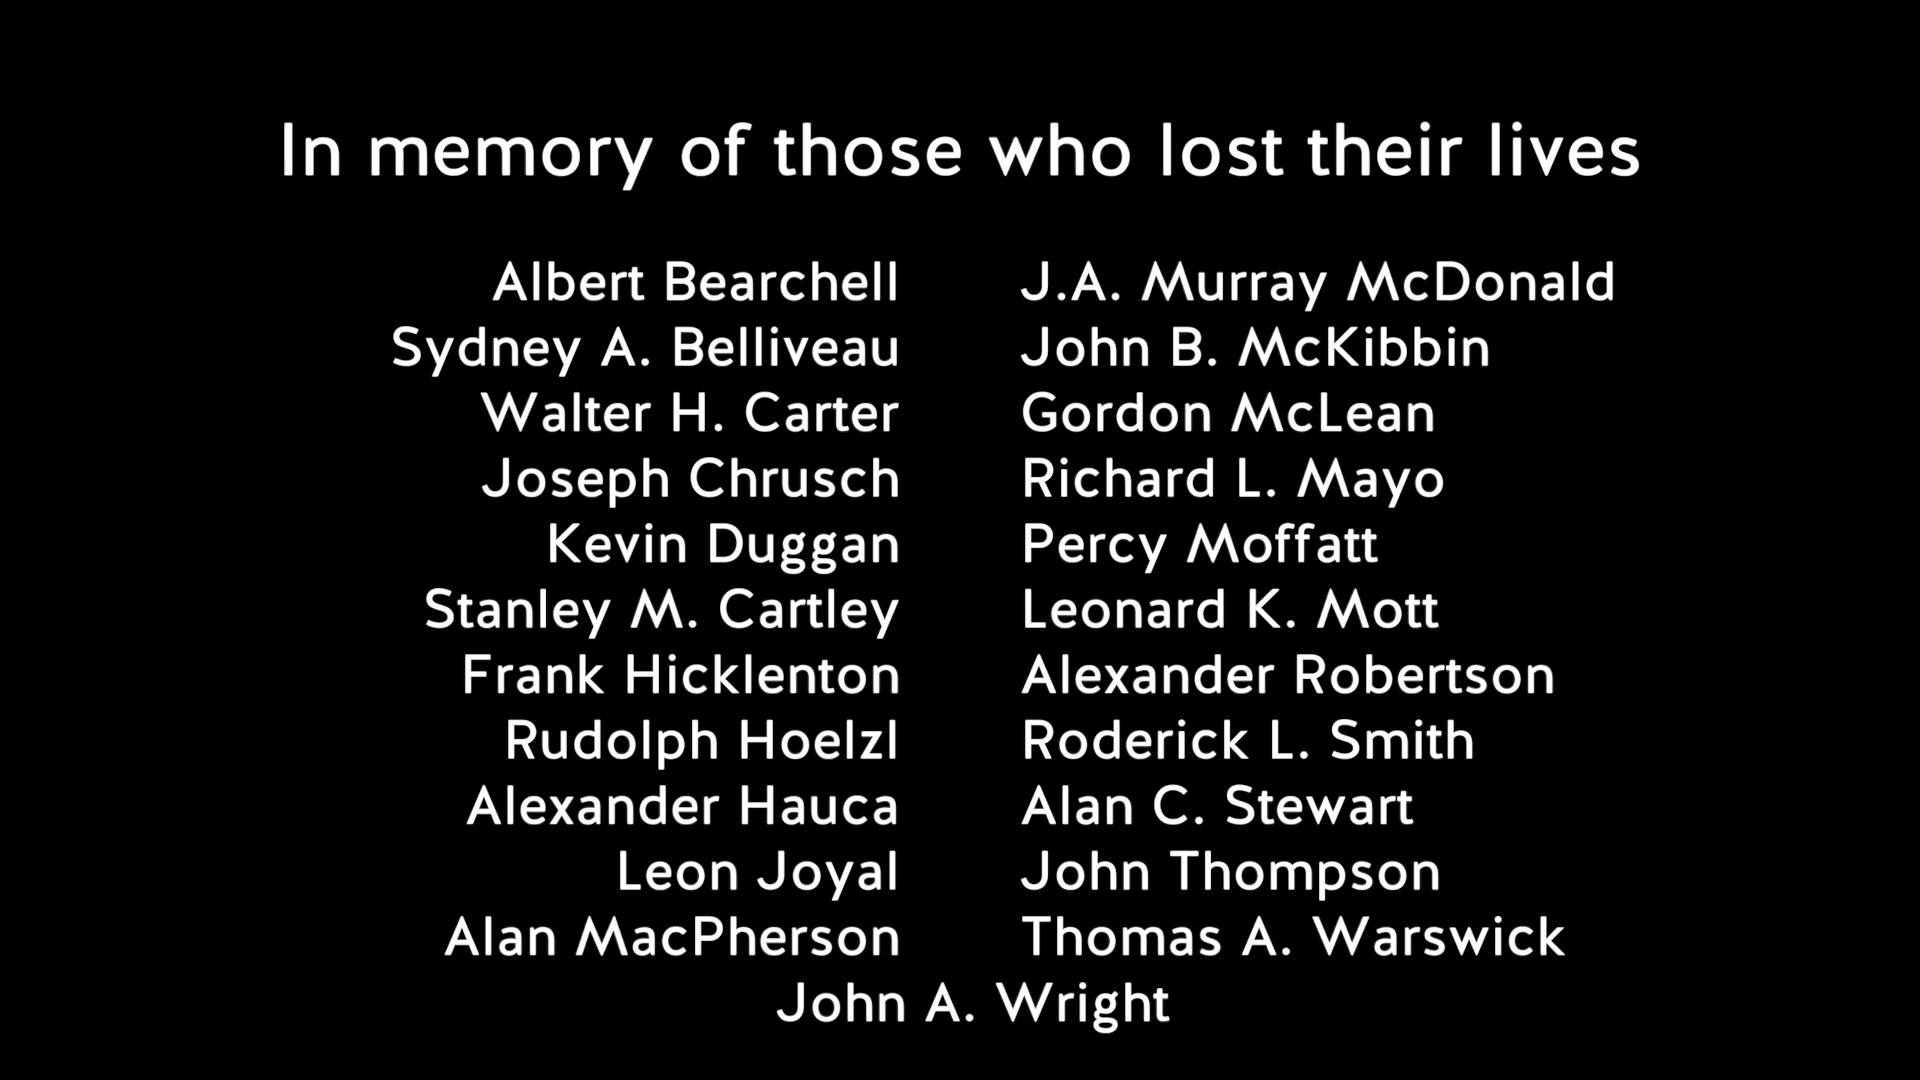 In memory of those who lost their lives
Albert Bearchell
Sydney A. Belliveau
Walter H. Carter
Joseph Chrusch
Kevin Duggan
Stanley M. Cartley
Frank Hicklenton
Rudolph Hoelzl
Alexander Hauca
Leon Joyal
Alan MacPherson
J.A. Murray McDonald
John B. McKibbin
Gordon McLean
Richard L. Mayo
Percy Moffatt
Leonard K. Mott
Alexander Robertson
Roderick L. Smith
Alan C. Stewart
John Thompson
Thomas A. Warswick
John A. Wright